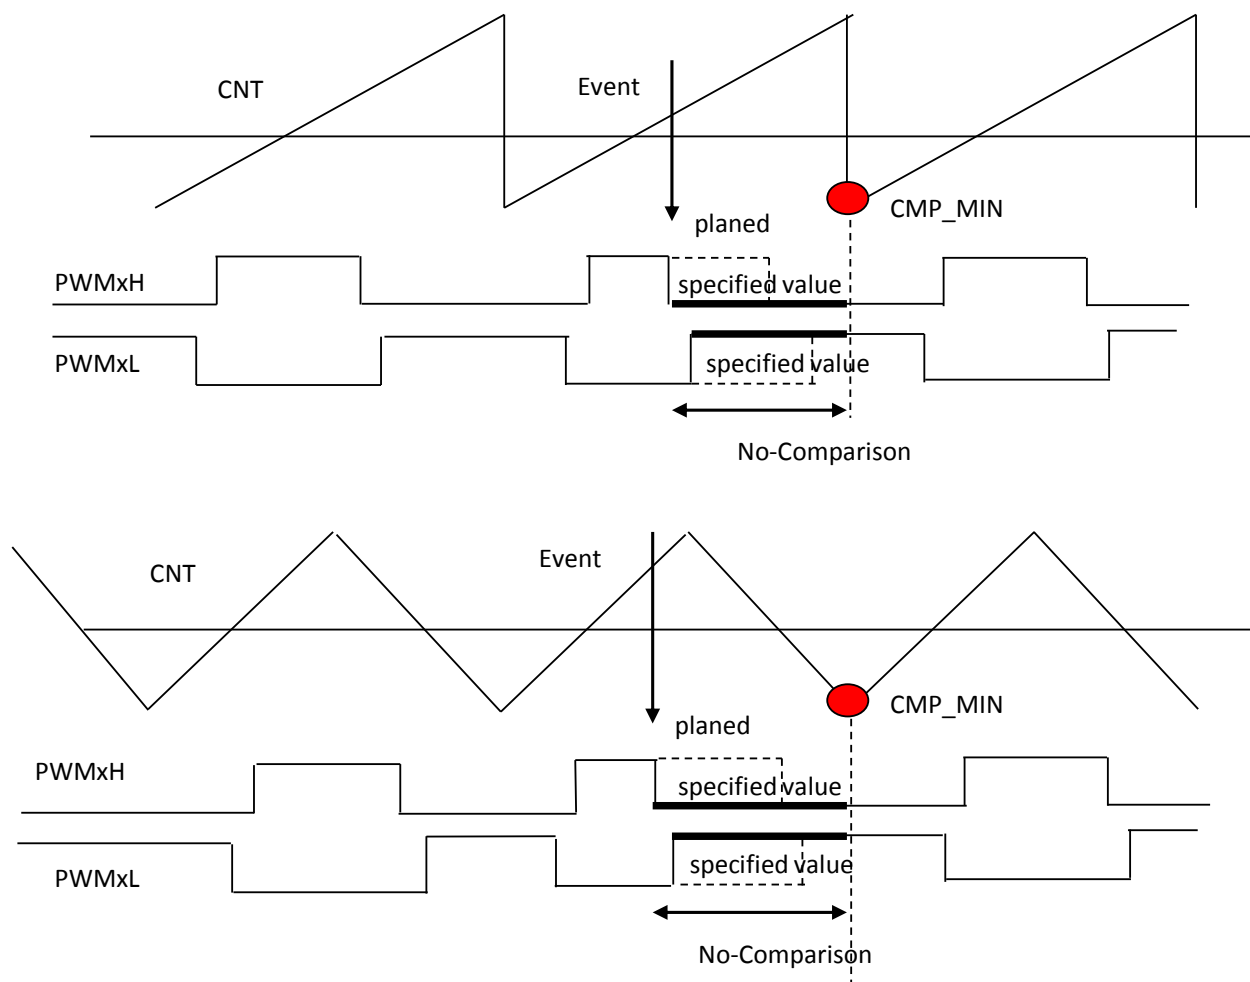 CNT
Event
CMP_MIN
planed
PWMxH
specified value
PWMxL
specified value
No-Comparison
CNT
Event
CMP_MIN
planed
PWMxH
specified value
PWMxL
specified value
No-Comparison